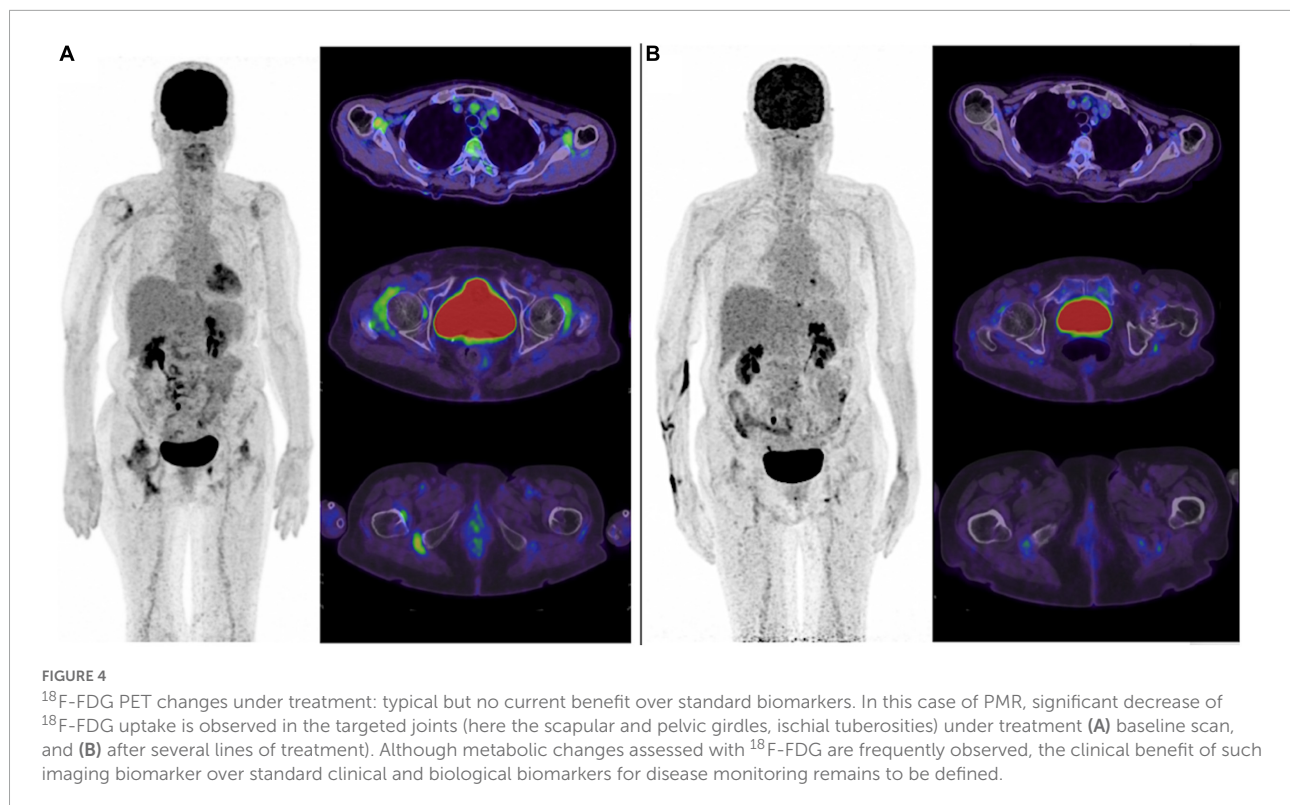 A
B
FIGURE 4
¹⁸F-FDG PET changes under treatment: typical but no current benefit over standard biomarkers. In this case of PMR, significant decrease of
¹⁸F-FDG uptake is observed in the targeted joints (here the scapular and pelvic girdles, ischial tuberosities) under treatment (A) baseline scan,
and (B) after several lines of treatment). Although metabolic changes assessed with ¹⁸F-FDG are frequently observed, the clinical benefit of such
imaging biomarker over standard clinical and biological biomarkers for disease monitoring remains to be defined.